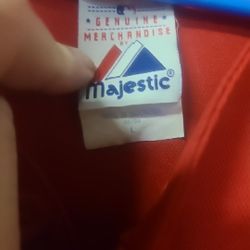 GENUINE
MERCHANDISE
BY
Majestic®
L